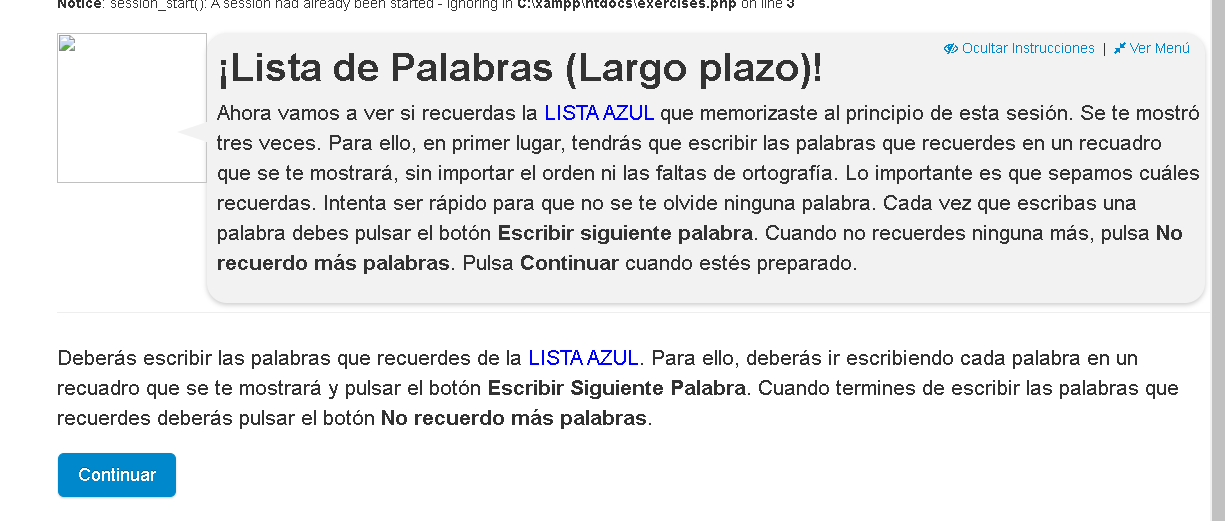 Notice: session_start(): A session had already been started - ignoring in C:\xampp\htdocs\exercises.php on line 3
Ocultar Instrucciones | Ver Menú
¡Lista de Palabras (Largo plazo)!
Ahora vamos a ver si recuerdas la LISTA AZUL que memorizaste al principio de esta sesión. Se te mostró
tres veces. Para ello, en primer lugar, tendrás que escribir las palabras que recuerdes en un recuadro
que se te mostrará, sin importar el orden ni las faltas de ortografía. Lo importante es que sepamos cuáles
recuerdas. Intenta ser rápido para que no se te olvide ninguna palabra. Cada vez que escribas una
palabra debes pulsar el botón Escribir siguiente palabra. Cuando no recuerdes ninguna más, pulsa No
recuerdo más palabras. Pulsa Continuar cuando estés preparado.
Deberás escribir las palabras que recuerdes de la LISTA AZUL. Para ello, deberás ir escribiendo cada palabra en un
recuadro que se te mostrará y pulsar el botón Escribir Siguiente Palabra. Cuando termines de escribir las palabras que
recuerdes deberás pulsar el botón No recuerdo más palabras.
Continuar